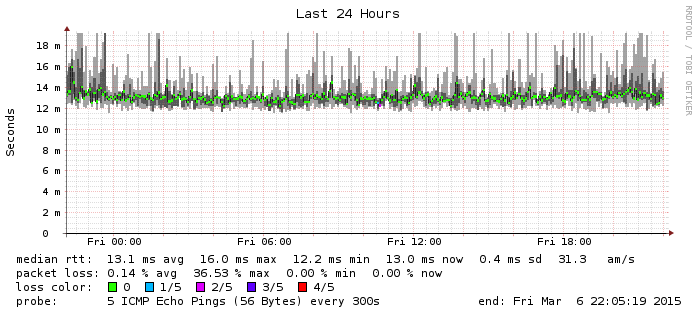 Last 24 Hours
RRDTOOL / TOBI OETIKER
Seconds
18 m
16 m
14 m
12 m
10 m
8 m
6 m
4 m
2 m
0
Fri 00:00 Fri 06:00 Fri 12:00 Fri 18:00
median rtt: 13.1 ms avg 16.0 ms max 12.2 ms min 13.0 ms now 0.4 ms sd 31.3 am/s
packet loss: 0.14 % avg 36.53 % max 0.00 % min 0.00 % now
loss color: 0 1/5 2/5 3/5 4/5
probe: 5 ICMP Echo Pings (56 Bytes) every 300s end: Fri Mar 6 22:05:19 2015